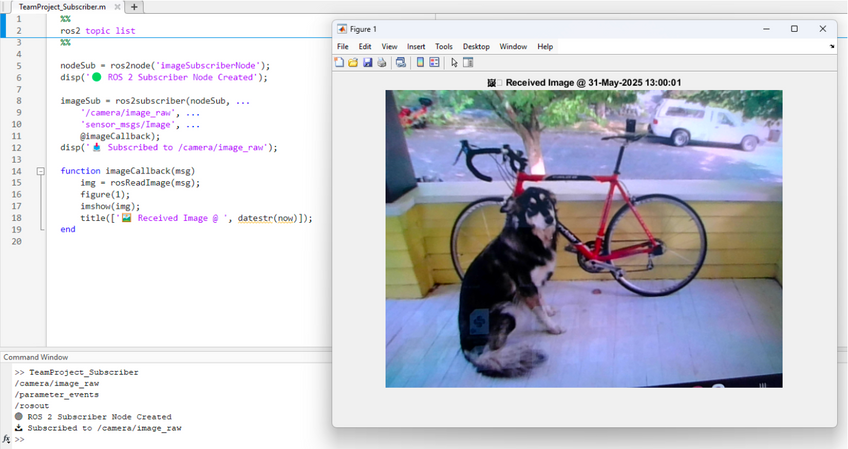 TeamProject_Subscriber.m
1 %%
2 ros2 topic list
3 %%
4
5 nodeSub = ros2node('imageSubscriberNode');
6 disp('🟢 ROS 2 Subscriber Node Created');
7
8 imageSub = ros2subscriber(nodeSub, ...
9 '/camera/image_raw', ...
10 'sensor_msgs/Image', ...
11 @imageCallback);
12 disp('📥 Subscribed to /camera/image_raw');
13
14 function imageCallback(msg)
15 img = rosReadImage(msg);
16 figure(1);
17 imshow(img);
18 title(['🖼️ Received Image @ ', datestr(now)]);
19 end
20
Figure 1
File Edit View Insert Tools Desktop Window Help
🖼 Received Image @ 31-May-2025 13:00:01
Command Window
>> TeamProject_Subscriber
/camera/image_raw
/parameter_events
/rosout
ROS 2 Subscriber Node Created
Subscribed to /camera/image_raw
fx >>